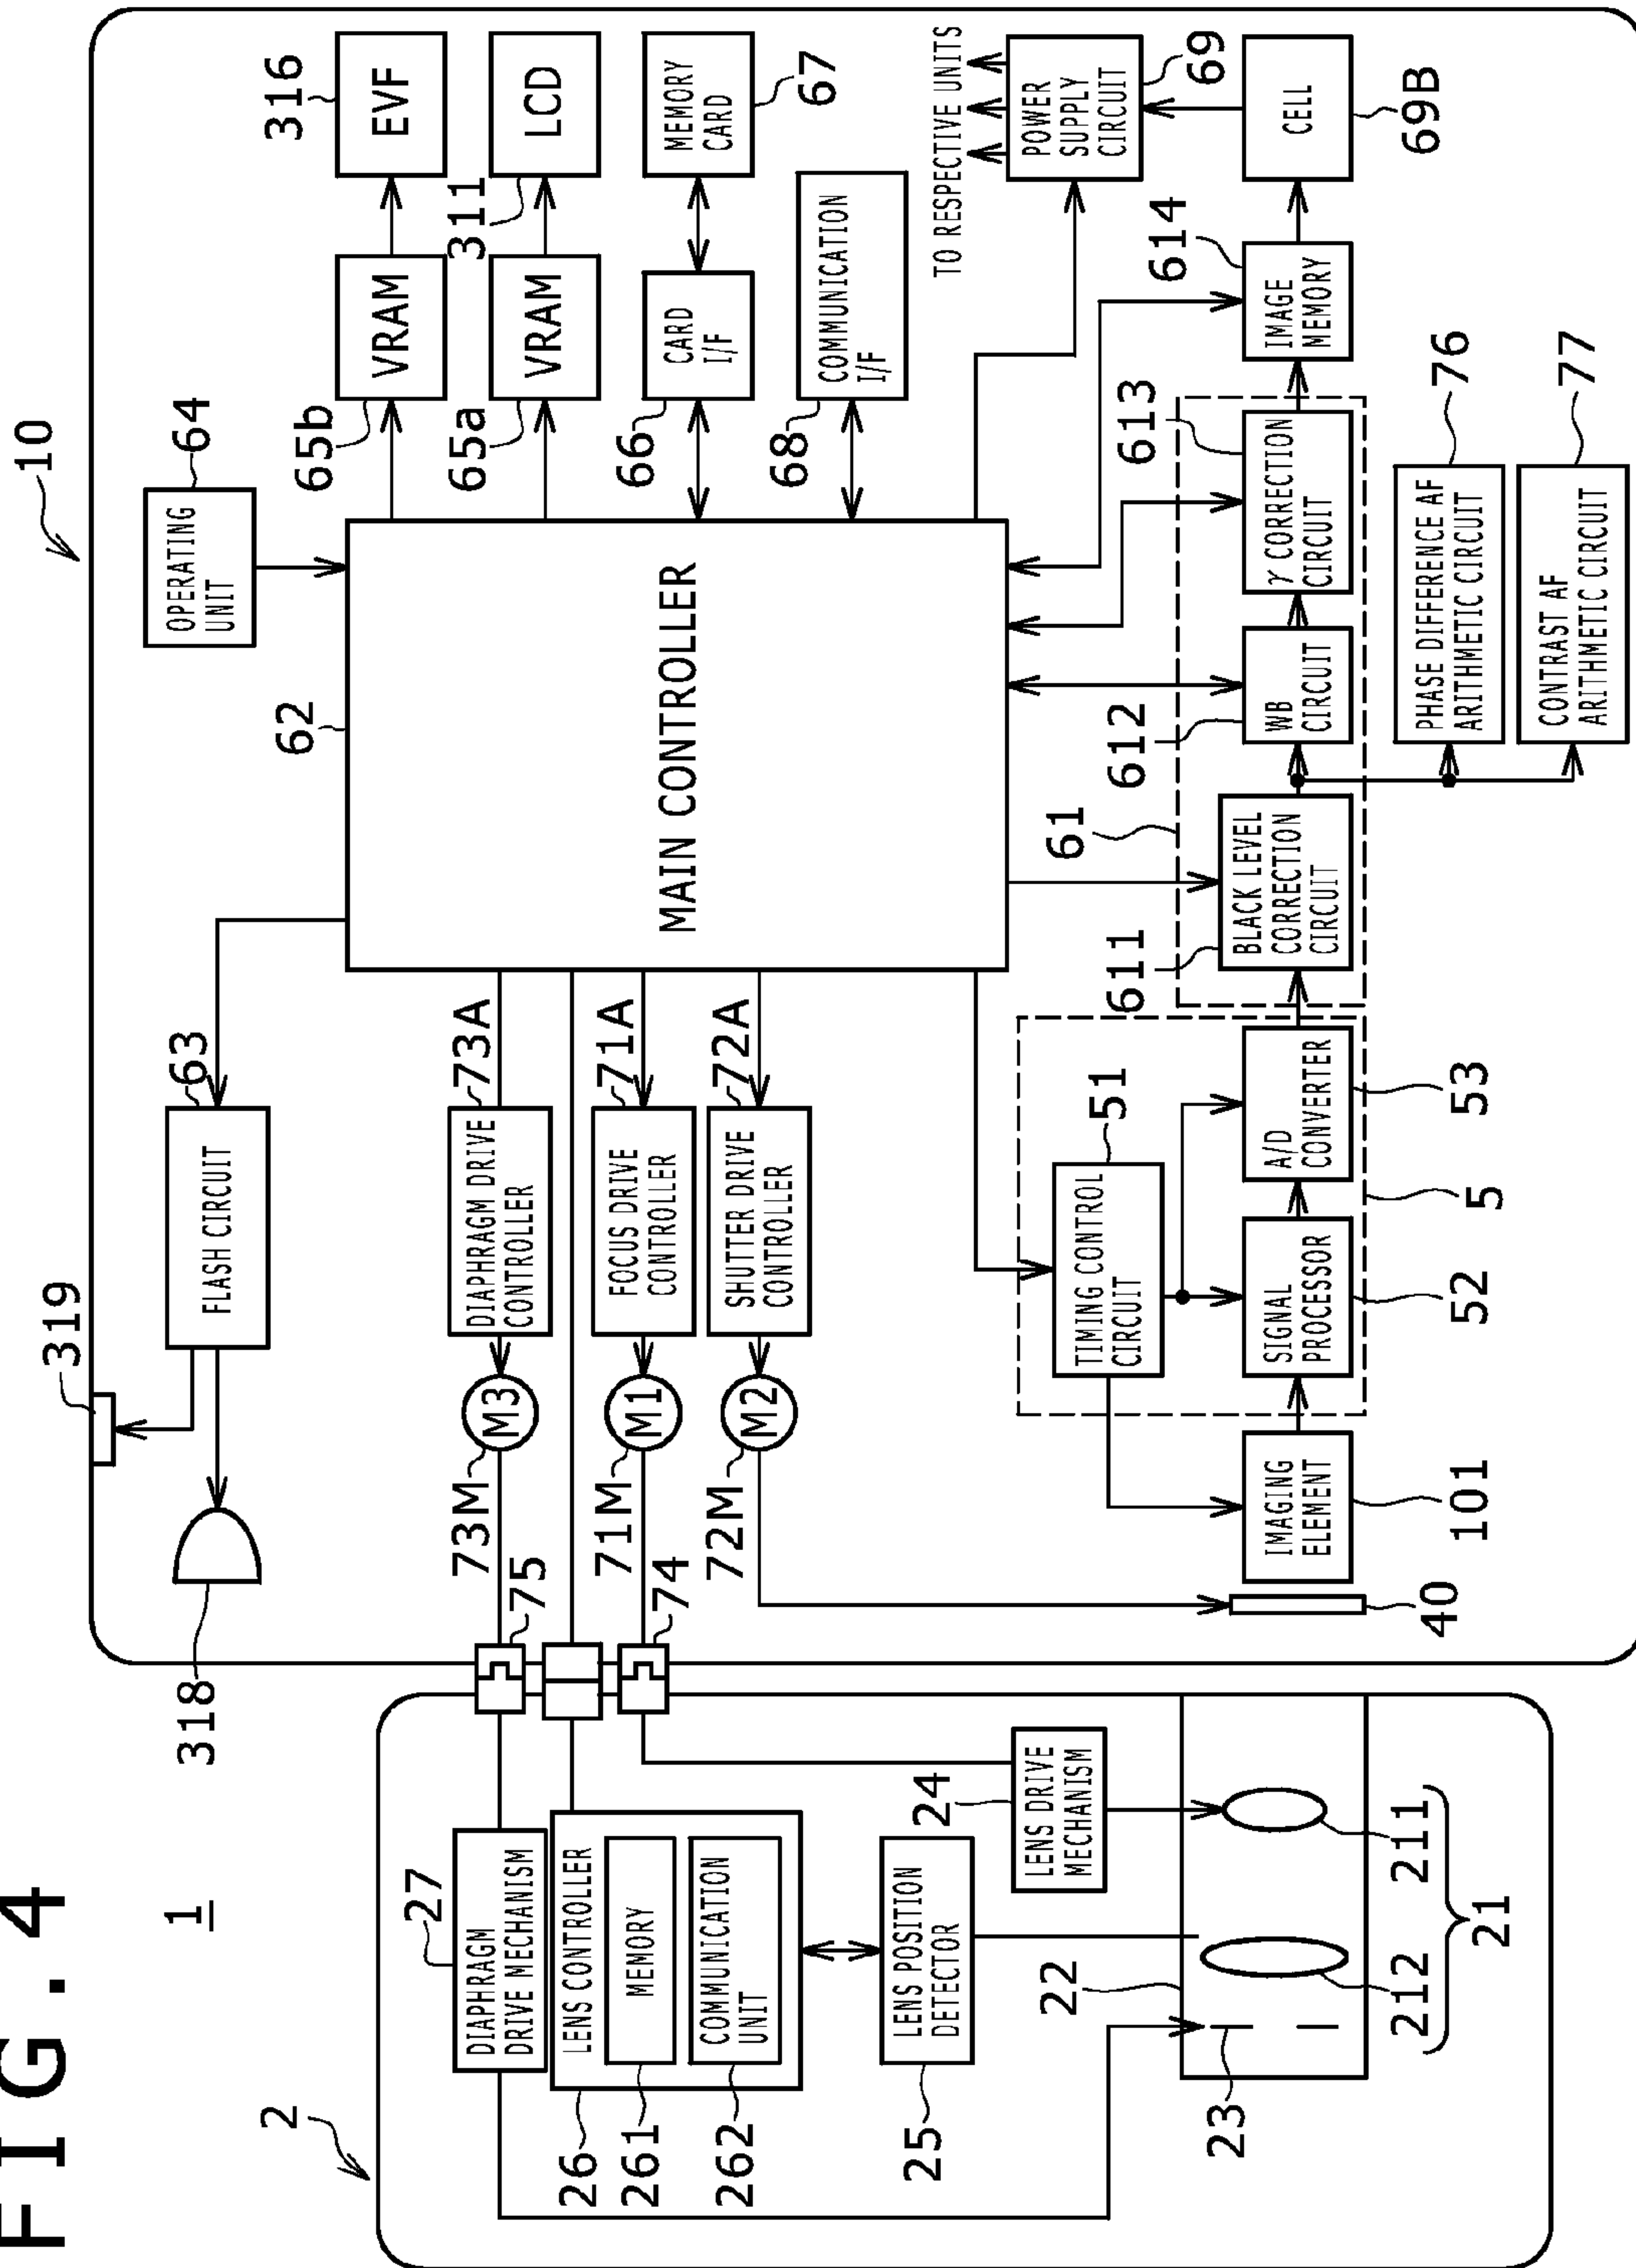 FIG. 4
1
10
2
319
318
FLASH CIRCUIT
63
OPERATING
UNIT
64
62
MAIN CONTROLLER
65b
VRAM
316
EVF
65a
VRAM
311
LCD
66
CARD
I/F
MEMORY
CARD
67
68
COMMUNICATION
I/F
TO RESPECTIVE UNITS
POWER
SUPPLY
CIRCUIT
69
CELL
69B
27
DIAPHRAGM
DRIVE MECHANISM
75
73M
M3
DIAPHRAGM DRIVE
CONTROLLER
73A
LENS CONTROLLER
26
261
MEMORY
262
COMMUNICATION
UNIT
71M
74
M1
FOCUS DRIVE
CONTROLLER
71A
72M
M2
SHUTTER DRIVE
CONTROLLER
72A
25
LENS POSITION
DETECTOR
24
LENS DRIVE
MECHANISM
22
23
212
211
21
40
IMAGING
ELEMENT
101
TIMING CONTROL
CIRCUIT
51
SIGNAL
PROCESSOR
52
A/D
CONVERTER
53
5
61
611
BLACK LEVEL
CORRECTION
CIRCUIT
612
WB
CIRCUIT
613
γ CORRECTION
CIRCUIT
614
IMAGE
MEMORY
PHASE DIFFERENCE AF
ARITHMETIC CIRCUIT
76
CONTRAST AF
ARITHMETIC CIRCUIT
77